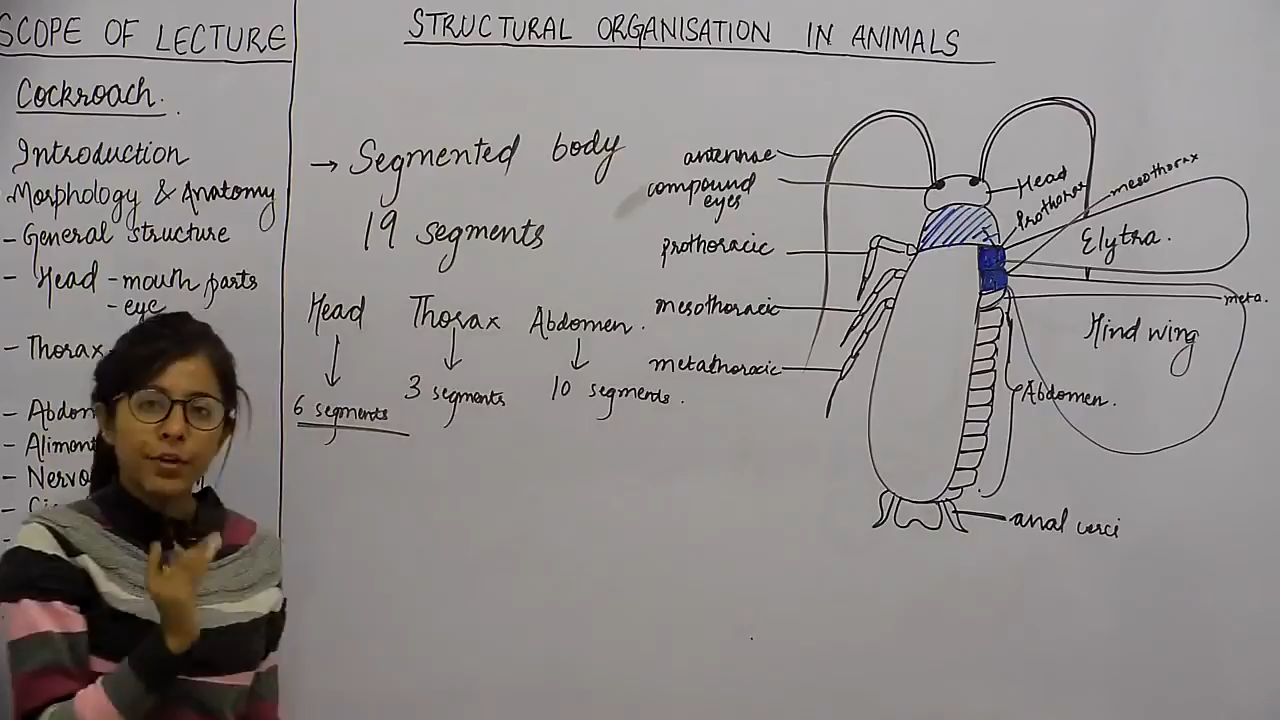 SCOPE OF LECTURE
Cockroach.
Introduction
Morphology & Anatomy
- General structure
- Head - mouth parts
- eye
- Thorax
- Abdom
- Aliment
- Nervo
STRUCTURAL ORGANISATION IN ANIMALS
→ Segmented body
19 segments
Head Thorax Abdomen.
6 segments 3 segments 10 segments.
antennae
compound
eyes
prothoracic
mesothoracic
metathoracic
Head
Prothorax
mesothorax
Elytra.
meta.
Hind wing
Abdomen.
anal cerci